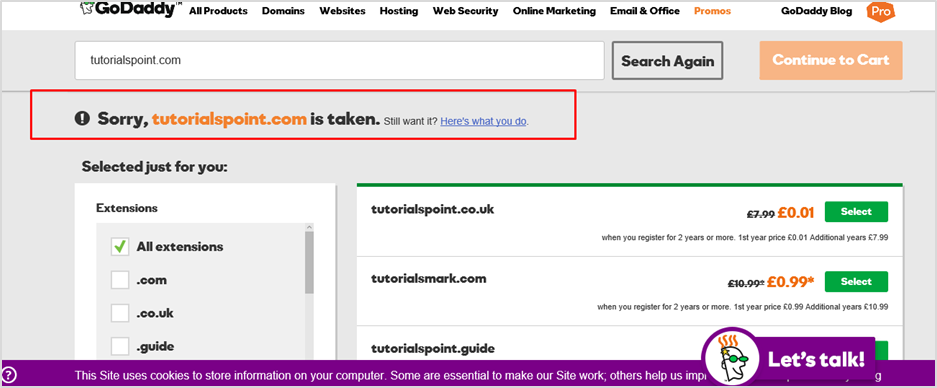 GoDaddy™ All Products Domains Websites Hosting Web Security Online Marketing Email & Office Promos GoDaddy Blog Pro
tutorialspoint.com Search Again Continue to Cart
Sorry, tutorialspoint.com is taken. Still want it? Here's what you do.
Selected just for you:
Extensions
All extensions
.com
.co.uk
.guide
tutorialspoint.co.uk £7.99 £0.01 Select
when you register for 2 years or more. 1st year price £0.01 Additional years £7.99
tutorialsmark.com £10.99* £0.99* Select
when you register for 2 years or more. 1st year price £0.99 Additional years £10.99
tutorialspoint.guide
Let's talk!
? This Site uses cookies to store information on your computer. Some are essential to make our Site work; others help us